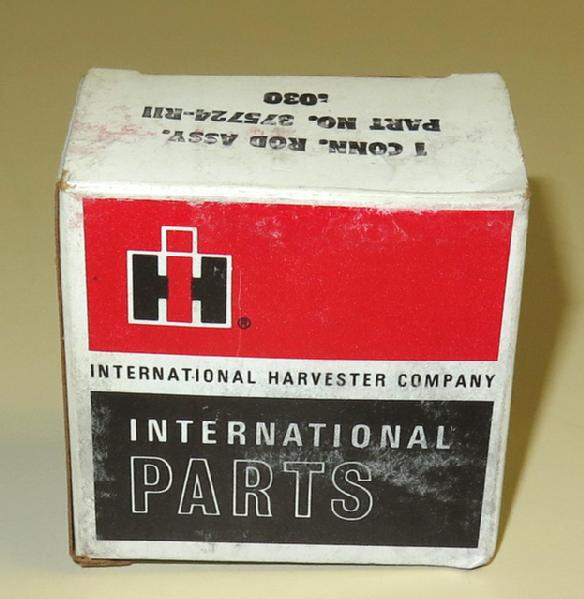 1 CONN. ROD ASSY.
PART NO. 375724-R11
.030
IH
®
INTERNATIONAL HARVESTER COMPANY
INTERNATIONAL
PARTS